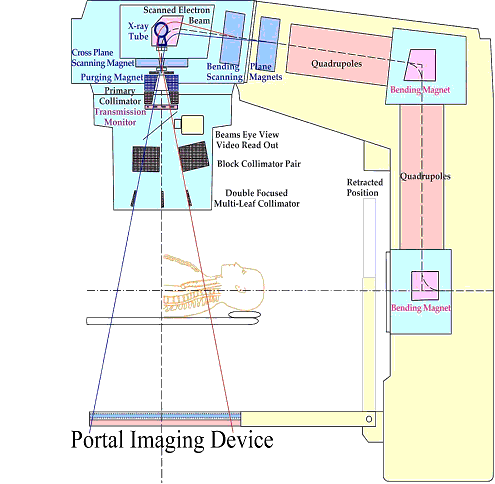 Scanned Electron
Beam
X-ray
Tube
Cross Plane
Scanning Magnet
Bending Plane
Scanning Magnets
Quadrupoles
Bending Magnet
Purging Magnet
Primary
Collimator
Transmission
Monitor
Beams Eye View
Video Read Out
Block Collimator Pair
Quadrupoles
Retracted
Position
Double Focused
Multi-Leaf Collimator
Bending Magnet
Portal Imaging Device